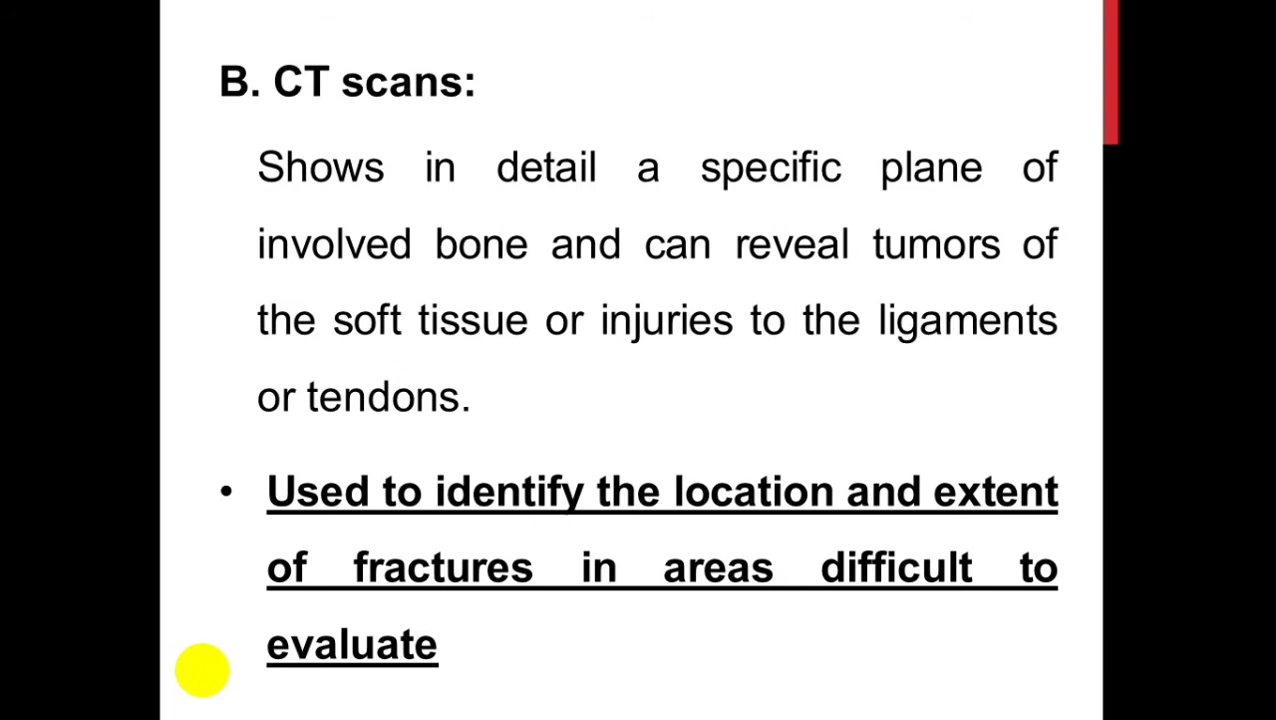 B. CT scans:
Shows in detail a specific plane of
involved bone and can reveal tumors of
the soft tissue or injuries to the ligaments
or tendons.
• Used to identify the location and extent
of fractures in areas difficult to
evaluate